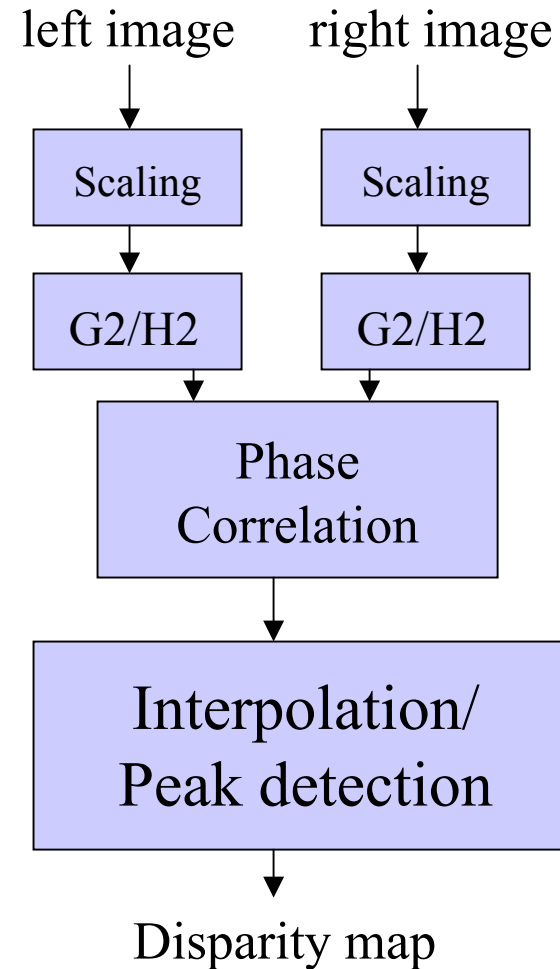 left image
right image
Scaling
Scaling
G2/H2
G2/H2
Phase
Correlation
Interpolation/
Peak detection
Disparity map